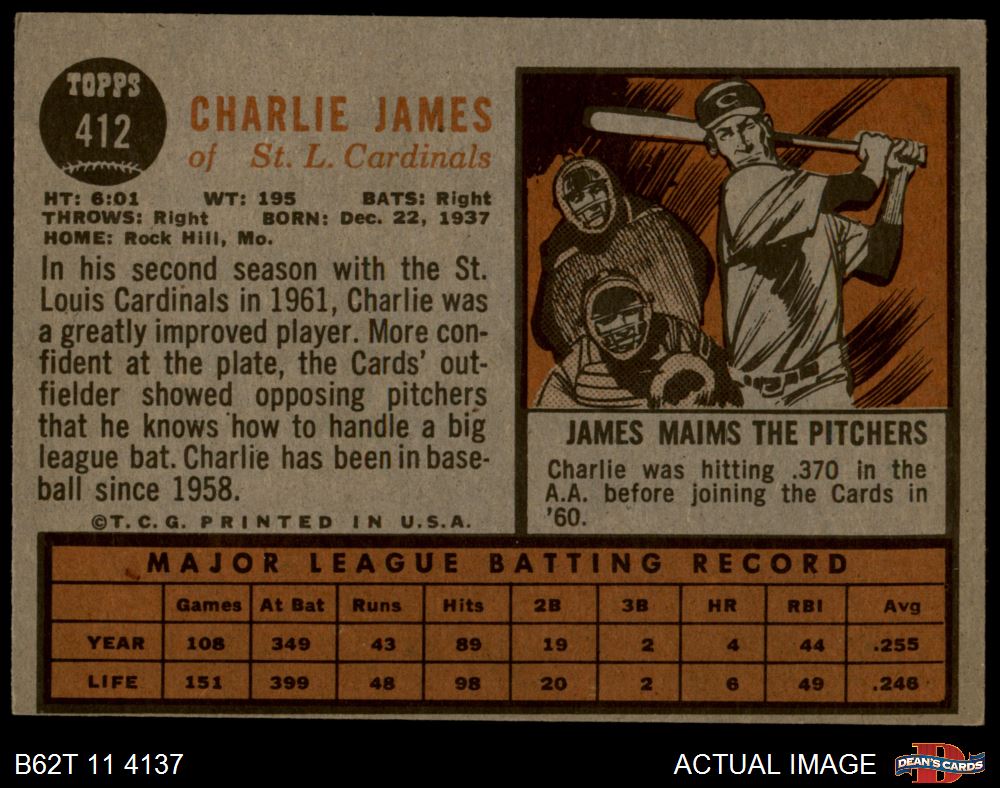 TOPPS
412
CHARLIE JAMES
of St. L. Cardinals
HT: 6:01 WT: 195 BATS: Right
THROWS: Right BORN: Dec. 22, 1937
HOME: Rock Hill, Mo.
In his second season with the St.
Louis Cardinals in 1961, Charlie was
a greatly improved player. More con-
fident at the plate, the Cards' out-
fielder showed opposing pitchers
that he knows how to handle a big
league bat. Charlie has been in base-
ball since 1958.
©T.C.G. PRINTED IN U.S.A.
C
JAMES MAIMS THE PITCHERS
Charlie was hitting .370 in the
A.A. before joining the Cards in
'60.
MAJOR LEAGUE BATTING RECORD
Games At Bat Runs Hits 2B 3B HR RBI Avg
YEAR 108 349 43 89 19 2 4 44 .255
LIFE 151 399 48 98 20 2 6 49 .246
B62T 11 4137
ACTUAL IMAGE
D
DEAN'S CARDS